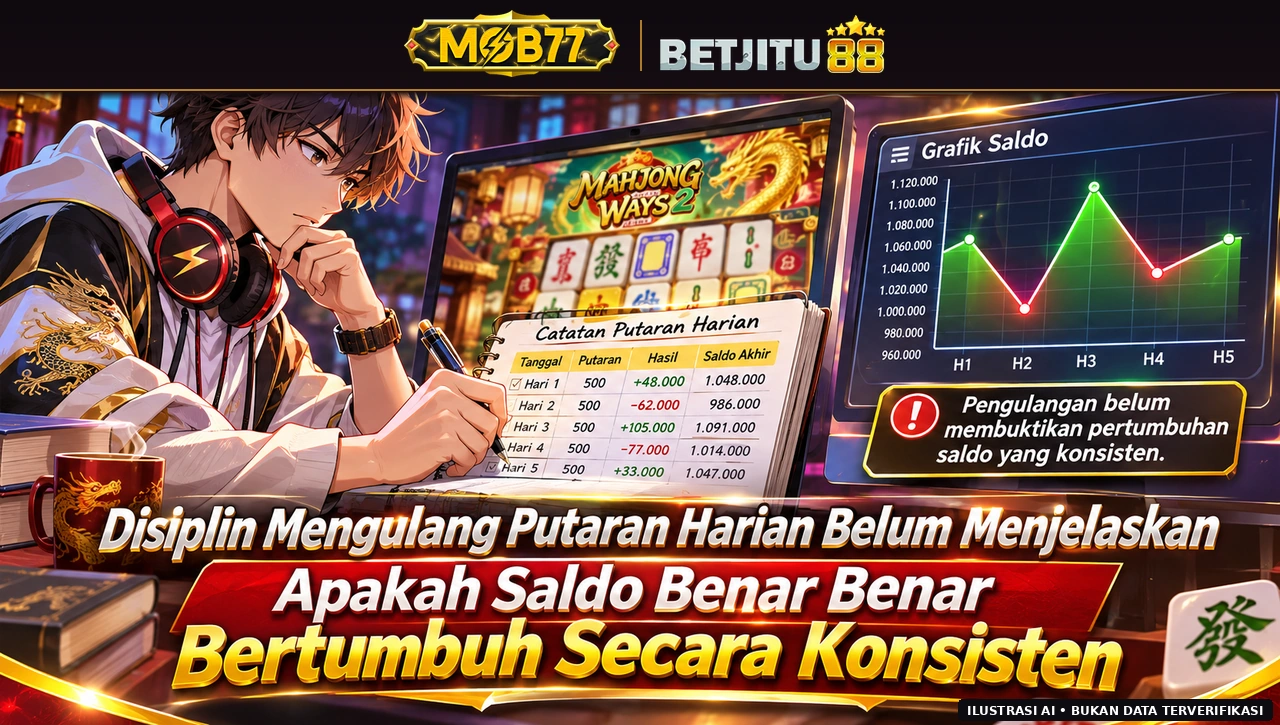 MOB77
BETJITU 88
MAHJONG
WAYS 2
發
Catatan Putaran Harian
Tanggal Putaran Hasil Saldo Akhir
Hari 1 500 +48.000 1.048.000
Hari 2 500 −62.000 986.000
Hari 3 500 +105.000 1.091.000
Hari 4 500 −77.000 1.014.000
Hari 5 500 +33.000 1.047.000
Grafik Saldo
1.120.000
1.100.000
1.080.000
1.060.000
1.040.000
1.020.000
1.000.000
980.000
960.000
H1 H2 H3 H4 H5
Pengulangan belum
membuktikan pertumbuhan
saldo yang konsisten.
Disiplin Mengulang Putaran Harian Belum Menjelaskan
Apakah Saldo Benar Benar
Bertumbuh Secara Konsisten
發
ILUSTRASI AI • BUKAN DATA TERVERIFIKASI